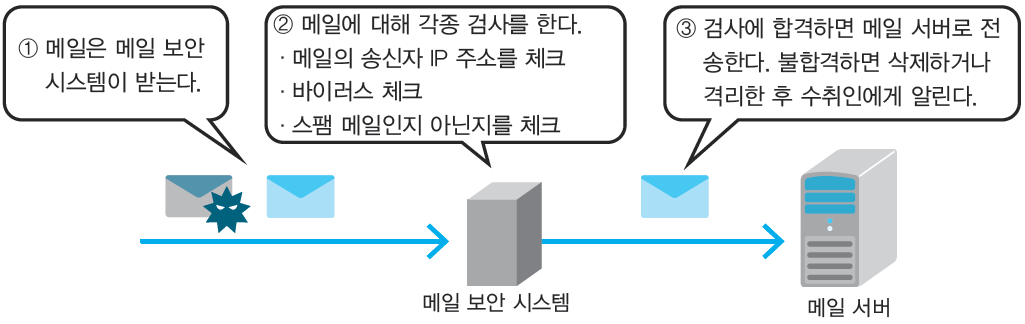 ① 메일은 메일 보안
시스템이 받는다.
② 메일에 대해 각종 검사를 한다.
· 메일의 송신자 IP 주소를 체크
· 바이러스 체크
· 스팸 메일인지 아닌지를 체크
③ 검사에 합격하면 메일 서버로 전
송한다. 불합격하면 삭제하거나
격리한 후 수취인에게 알린다.
메일 보안 시스템
메일 서버